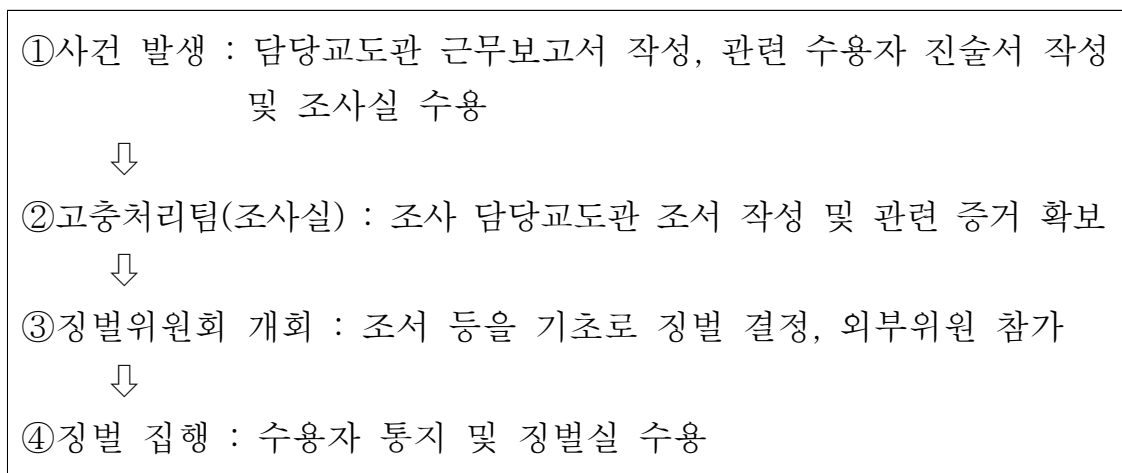 ①사건 발생 : 담당교도관 근무보고서 작성, 관련 수용자 진술서 작성
및 조사실 수용
⇩
②고충처리팀(조사실) : 조사 담당교도관 조서 작성 및 관련 증거 확보
⇩
③징벌위원회 개회 : 조서 등을 기초로 징벌 결정, 외부위원 참가
⇩
④징벌 집행 : 수용자 통지 및 징벌실 수용